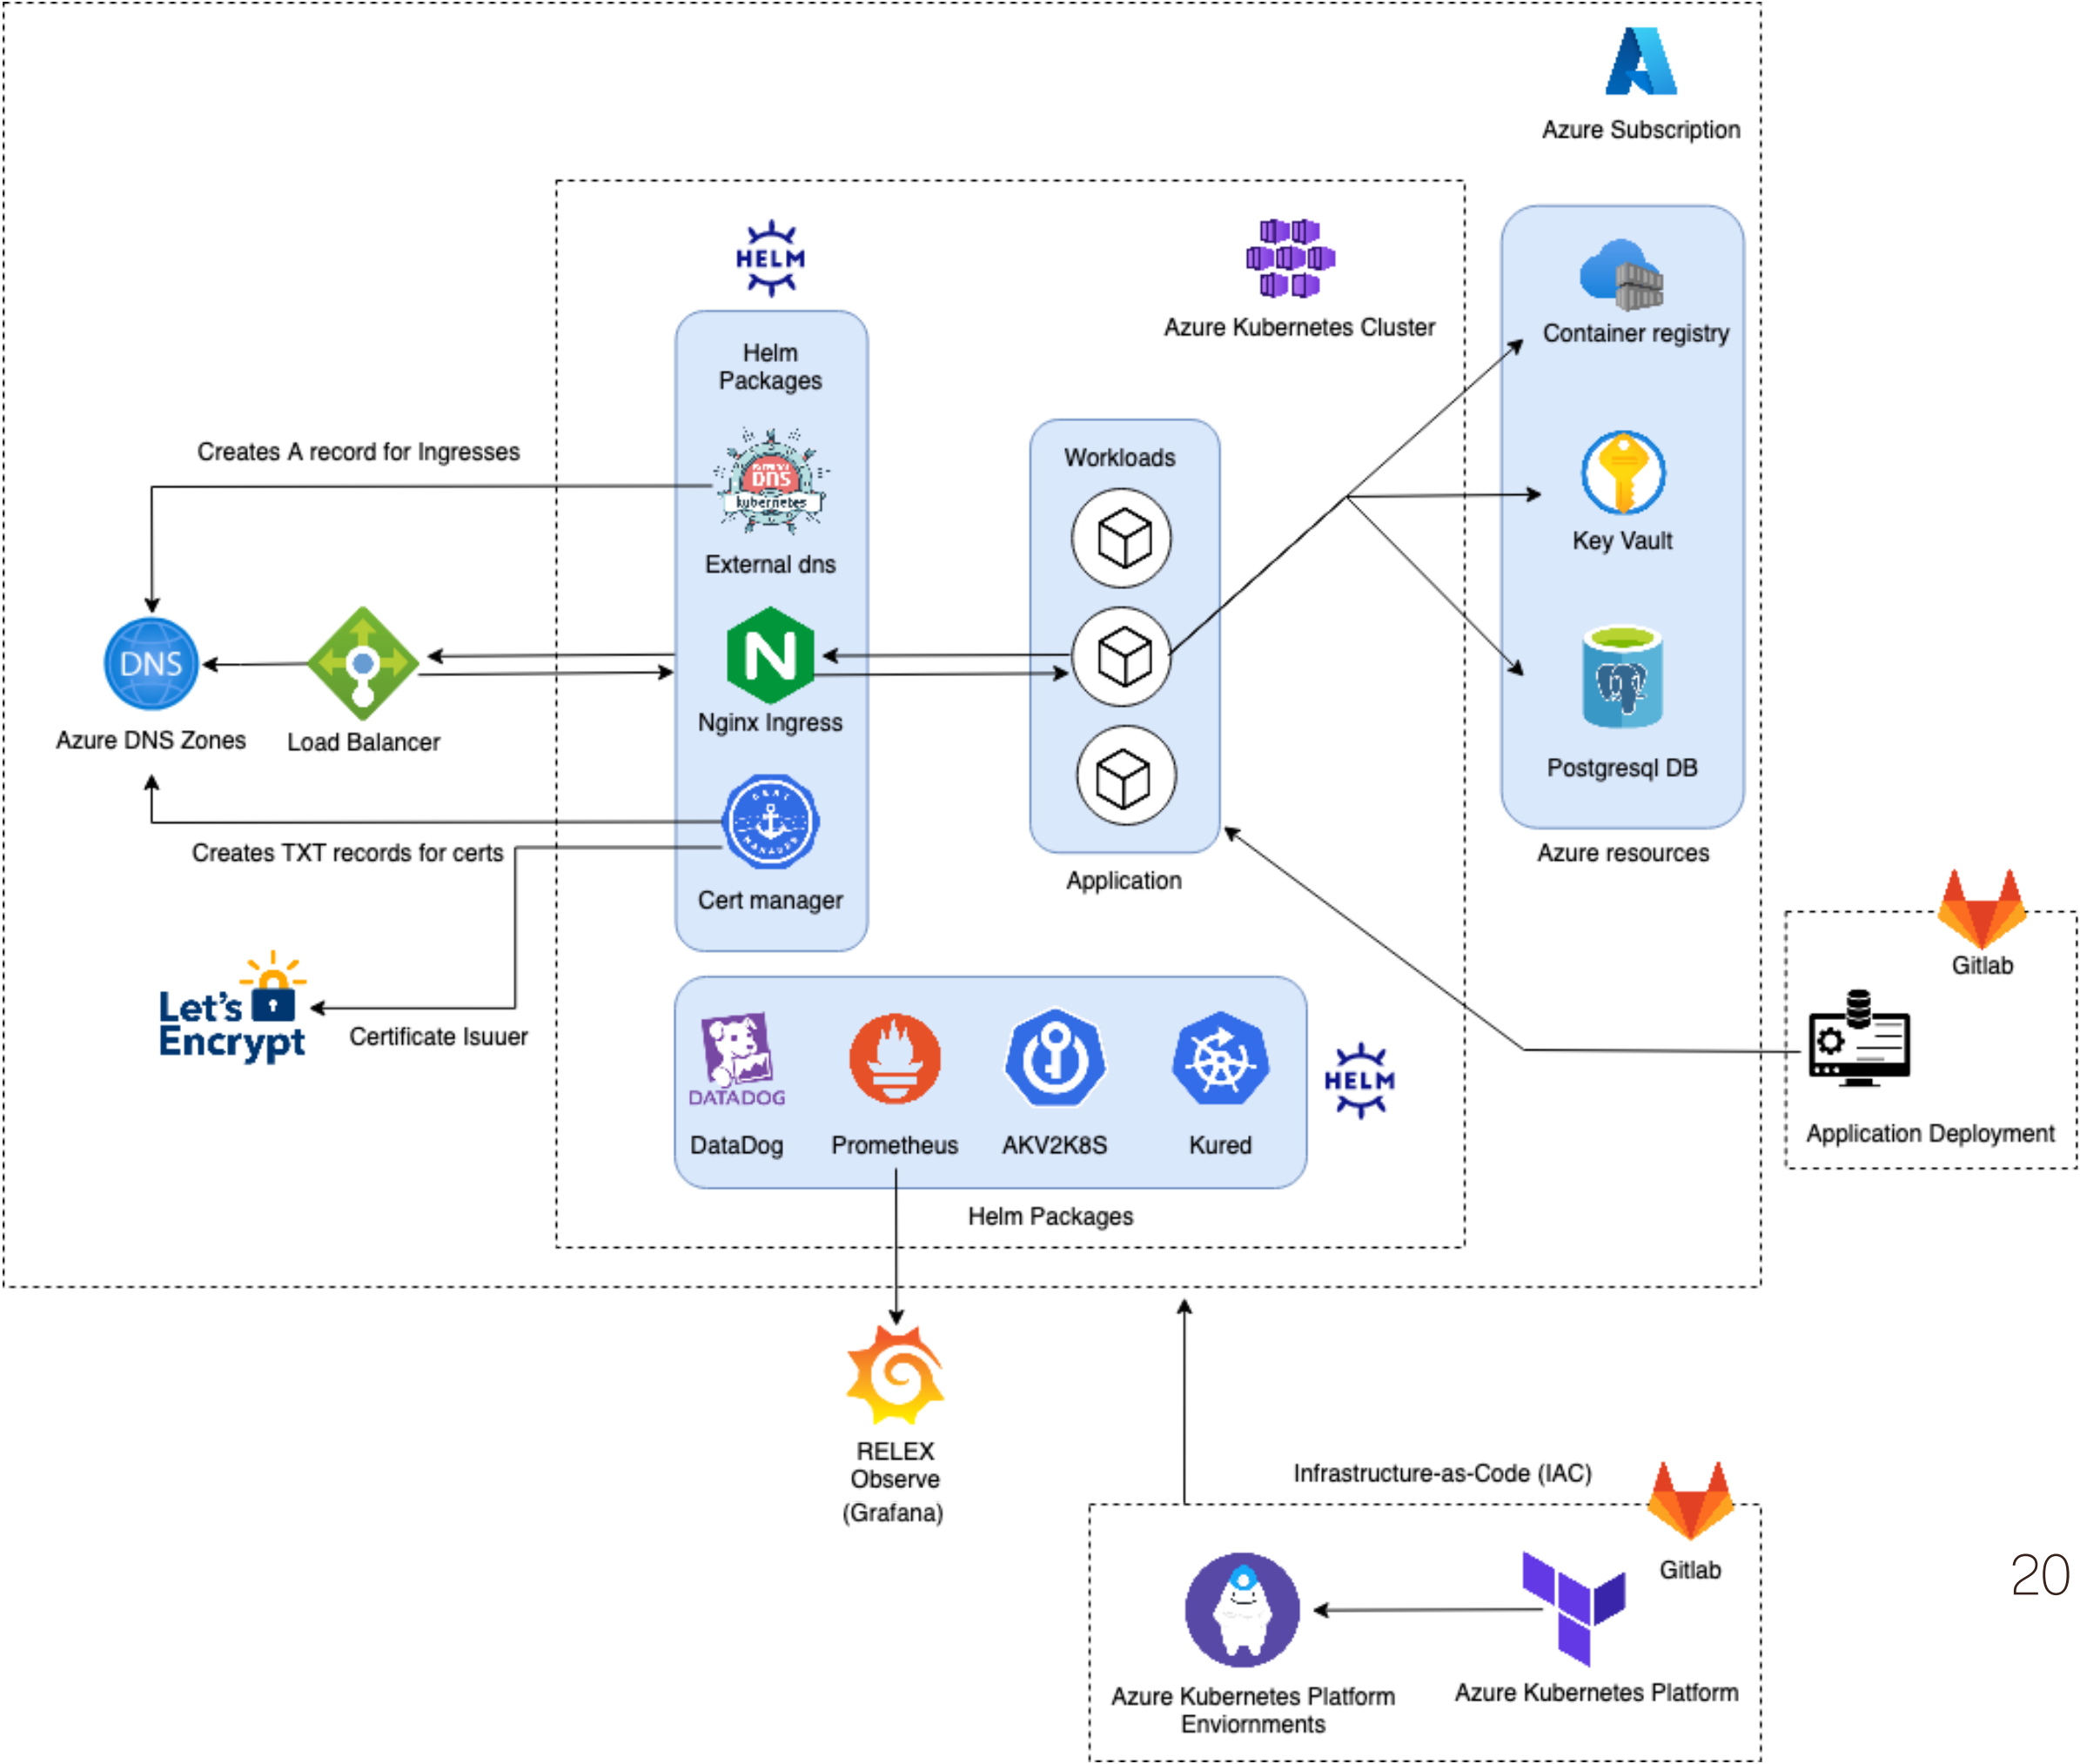 Azure Subscription
HELM
Azure Kubernetes Cluster
Helm
Packages
Container registry
Creates A record for Ingresses
DNS
kubernetes
External dns
Workloads
Key Vault
DNS
Azure DNS Zones
Load Balancer
N
Nginx Ingress
Postgresql DB
Azure resources
CERT
MANAGER
Cert manager
Creates TXT records for certs
Application
Let's
Encrypt
Certificate Isuuer
Gitlab
Application Deployment
DATADOG
DataDog
Prometheus
AKV2K8S
Kured
HELM
Helm Packages
RELEX
Observe
(Grafana)
Infrastructure-as-Code (IAC)
Gitlab
Azure Kubernetes Platform
Enviornments
Azure Kubernetes Platform
20